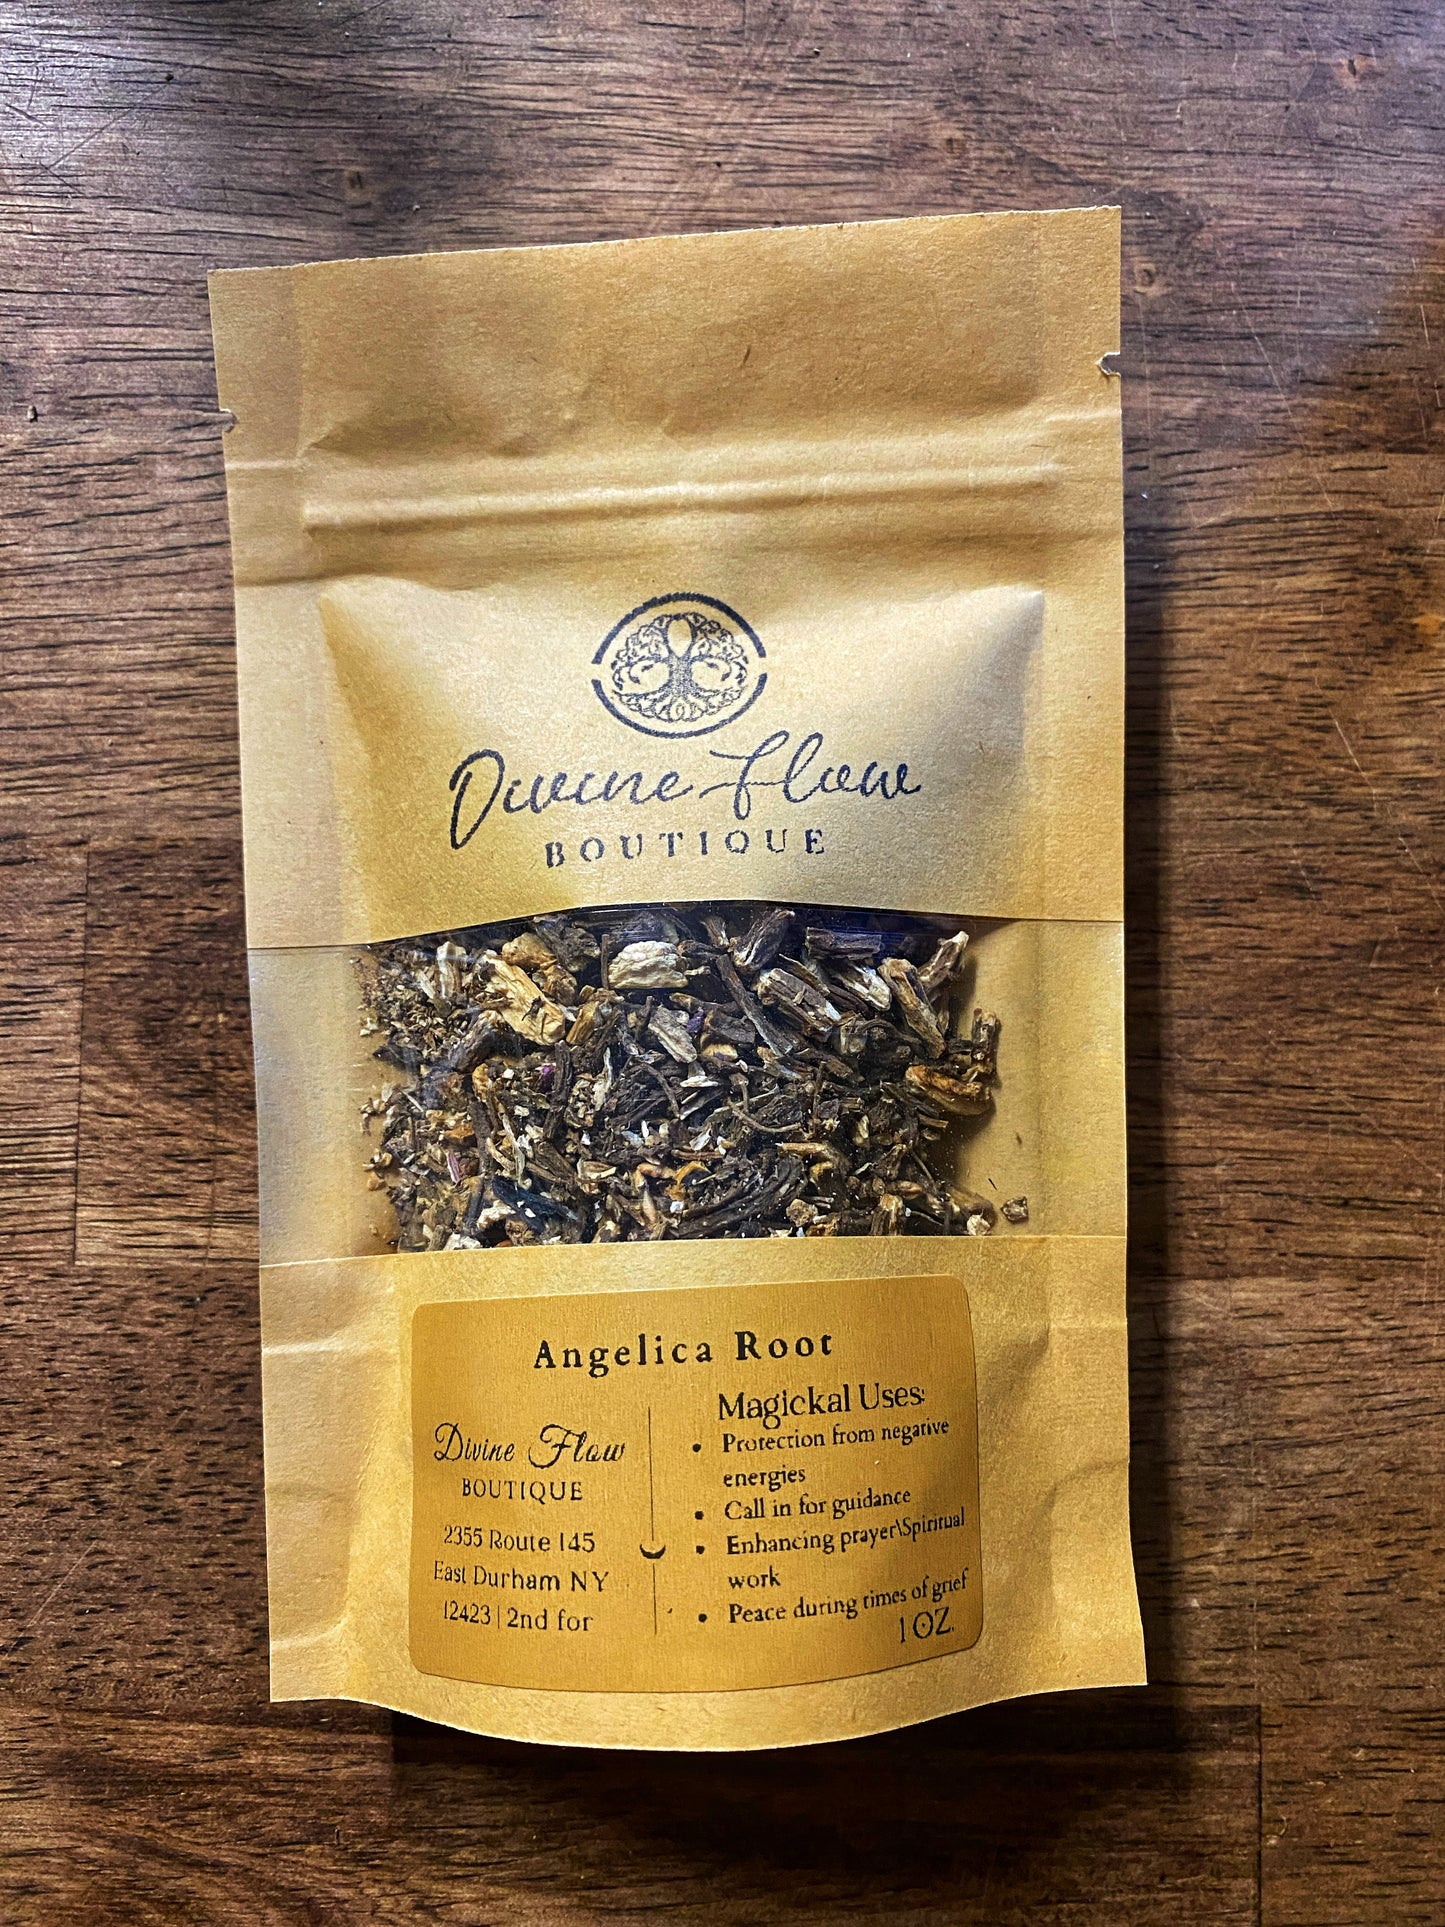 Divine Flow
BOUTIQUE
Angelica Root
Divine Flow
BOUTIQUE
2355 Route 145
East Durham NY
12423 | 2nd for
Magickal Uses:
• Protection from negative
energies
• Call in for guidance
• Enhancing prayer\Spiritual
work
• Peace during times of grief
1 OZ.